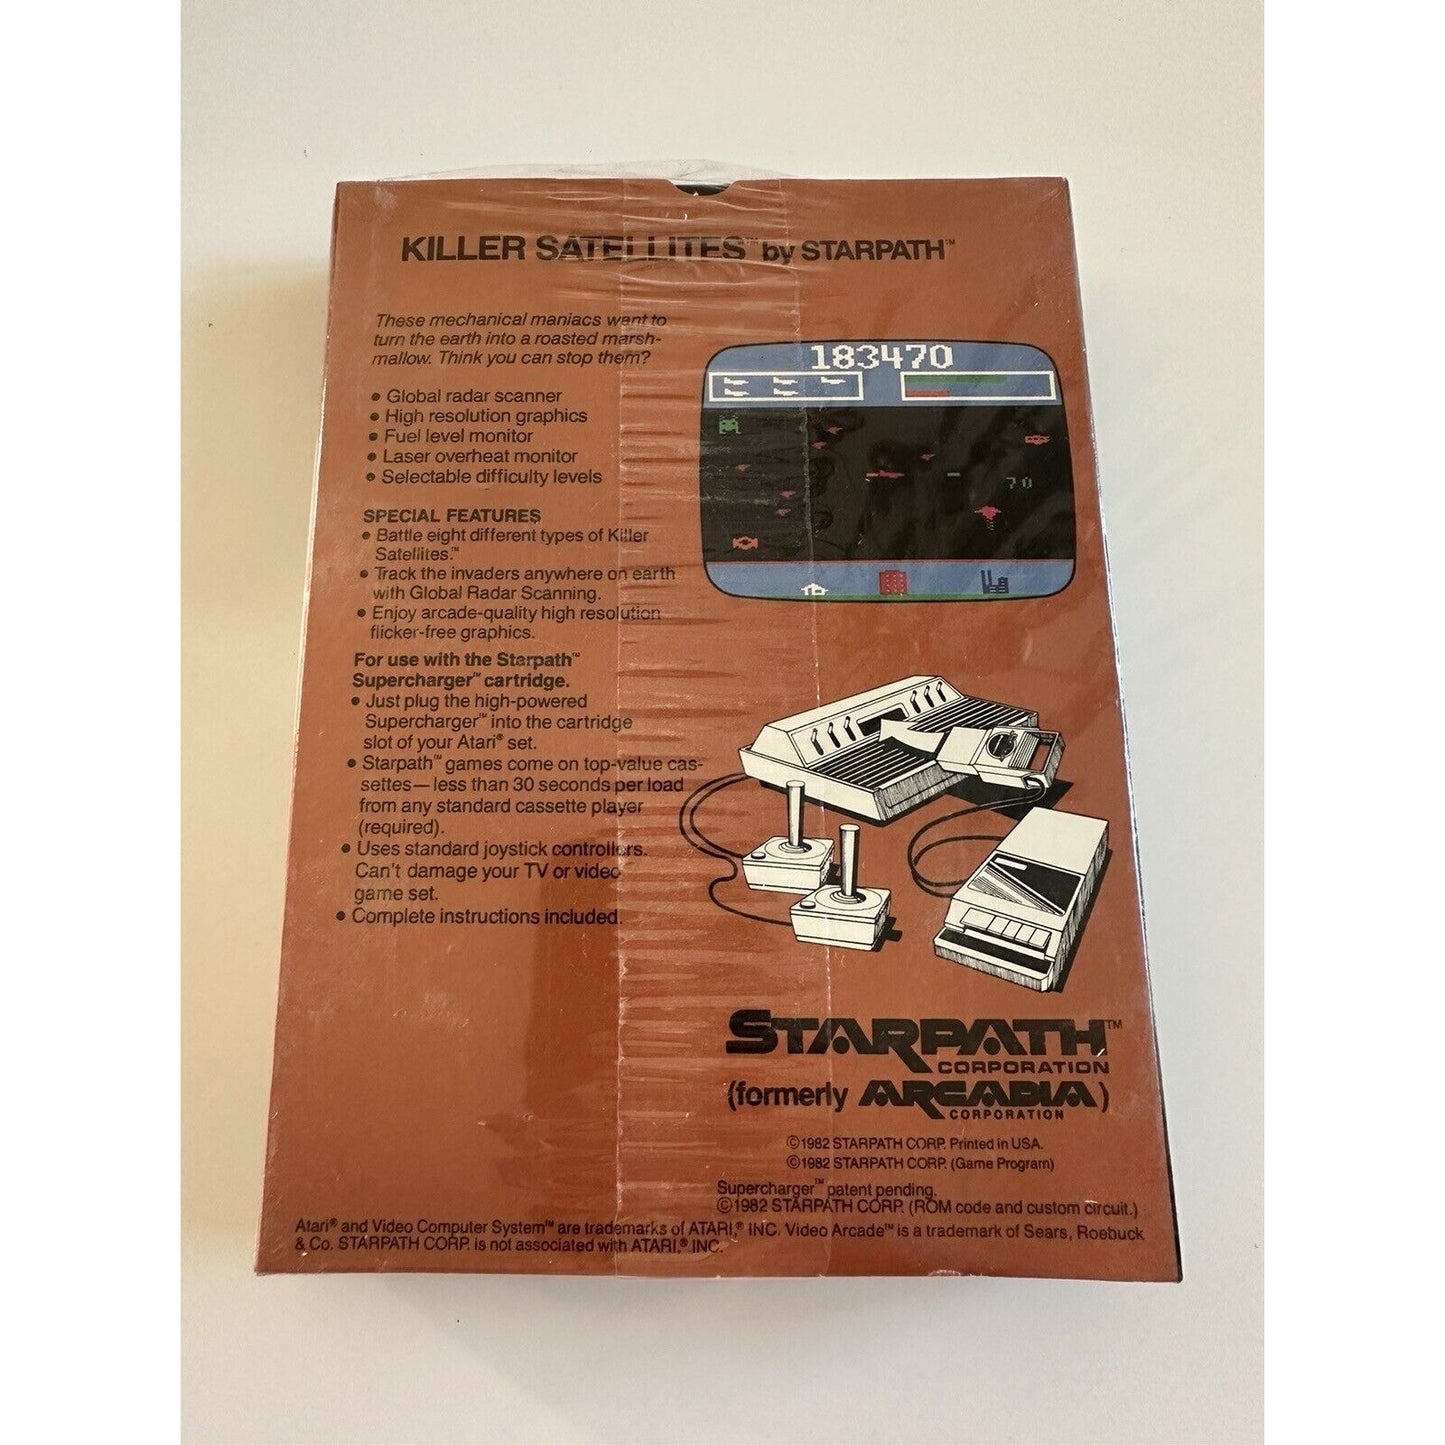 KILLER SATELLITES™ by STARPATH™
These mechanical maniacs want to
turn the earth into a roasted marsh-
mallow. Think you can stop them?
• Global radar scanner
• High resolution graphics
• Fuel level monitor
• Laser overheat monitor
• Selectable difficulty levels
SPECIAL FEATURES
• Battle eight different types of Killer
Satellites.™
• Track the invaders anywhere on earth
with Global Radar Scanning.
• Enjoy arcade-quality high resolution
flicker-free graphics.
For use with the Starpath™
Supercharger™ cartridge.
• Just plug the high-powered
Supercharger™ into the cartridge
slot of your Atari® set.
• Starpath™ games come on top-value cas-
settes—less than 30 seconds per load
from any standard cassette player
(required).
• Uses standard joystick controllers.
Can't damage your TV or video
game set.
• Complete instructions included.
183470
70
STARPATH™
CORPORATION
(formerly ARCADIA)
CORPORATION
©1982 STARPATH CORP. Printed in USA.
©1982 STARPATH CORP. (Game Program)
Supercharger™ patent pending.
©1982 STARPATH CORP. (ROM code and custom circuit.)
Atari® and Video Computer System™ are trademarks of ATARI,® INC. Video Arcade™ is a trademark of Sears, Roebuck
& Co. STARPATH CORP. is not associated with ATARI,® INC.